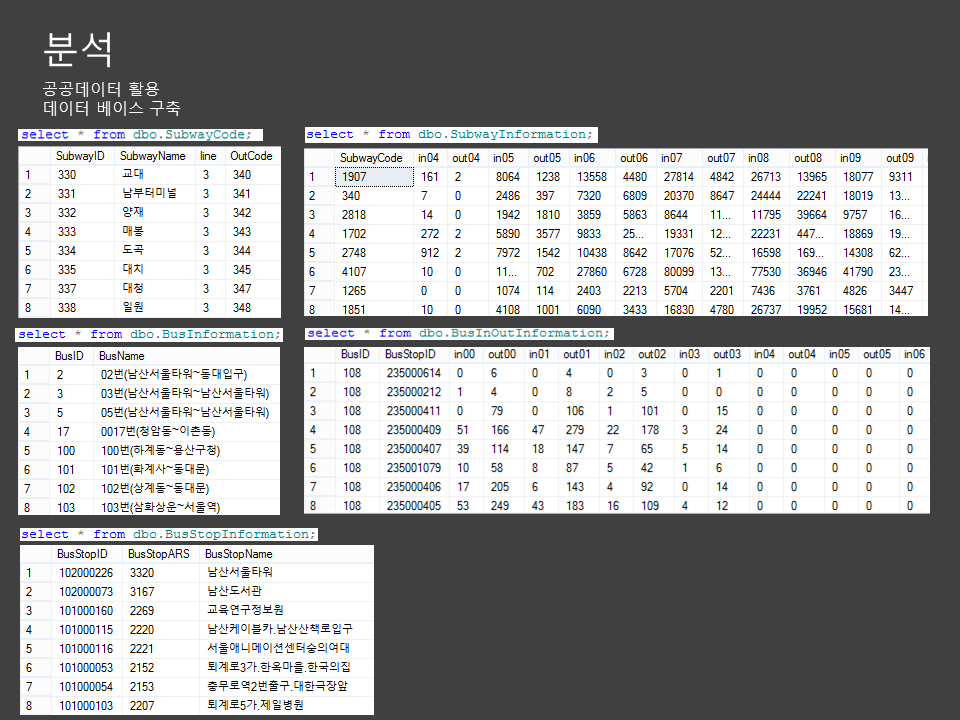 분석
공공데이터 활용
데이터 베이스 구축
select * from dbo.SubwayCode;
SubwayID SubwayName line OutCode
1 330 교대 3 340
2 331 남부터미널 3 341
3 332 양재 3 342
4 333 매봉 3 343
5 334 도곡 3 344
6 335 대치 3 345
7 337 대청 3 347
8 338 일원 3 348
select * from dbo.SubwayInformation;
SubwayCode in04 out04 in05 out05 in06 out06 in07 out07 in08 out08 in09 out09
1 1907 161 2 8064 1238 13558 4480 27814 4842 26713 13965 18077 9311
2 340 7 0 2486 397 7320 6809 20370 8647 24444 22241 18019 13...
3 2818 14 0 1942 1810 3859 5863 8644 11... 11795 39664 9757 16...
4 1702 272 2 5890 3577 9833 25... 19331 12... 22231 447... 18869 19...
5 2748 912 2 7972 1542 10438 8642 17076 52... 16598 169... 14308 62...
6 4107 10 0 11... 702 27860 6728 80099 13... 77530 36946 41790 23...
7 1265 0 0 1074 114 2403 2213 5704 2201 7436 3761 4826 3447
8 1851 10 0 4108 1001 6090 3433 16830 4780 26737 19952 15681 14...
select * from dbo.BusInformation;
BusID BusName
1 2 02번(남산서울타워~동대입구)
2 3 03번(남산서울타워~남산서울타워)
3 5 05번(남산서울타워~남산서울타워)
4 17 0017번(청암동~이촌동)
5 100 100번(하계동~용산구청)
6 101 101번(화계사~동대문)
7 102 102번(상계동~동대문)
8 103 103번(삼화상운~서울역)
select * from dbo.BusInOutInformation;
BusID BusStopID in00 out00 in01 out01 in02 out02 in03 out03 in04 out04 in05 out05 in06
1 108 235000614 0 6 0 4 0 3 0 1 0 0 0 0 0
2 108 235000212 1 4 0 8 2 5 0 0 0 0 0 0 0
3 108 235000411 0 79 0 106 1 101 0 15 0 0 0 0 0
4 108 235000409 51 166 47 279 22 178 3 24 0 0 0 0 0
5 108 235000407 39 114 18 147 7 65 5 14 0 0 0 0 0
6 108 235001079 10 58 8 87 5 42 1 6 0 0 0 0 0
7 108 235000406 17 205 6 143 4 92 0 14 0 0 0 0 0
8 108 235000405 53 249 43 183 16 109 4 12 0 0 0 0 0
select * from dbo.BusStopInformation;
BusStopID BusStopARS BusStopName
1 102000226 3320 남산서울타워
2 102000073 3167 남산도서관
3 101000160 2269 교육연구정보원
4 101000115 2220 남산케이블카.남산산책로입구
5 101000116 2221 서울애니메이션센터숭의여대
6 101000053 2152 퇴계로3가.한옥마을.한국의집
7 101000054 2153 충무로역2번출구.대한극장앞
8 101000103 2207 퇴계로5가.제일병원